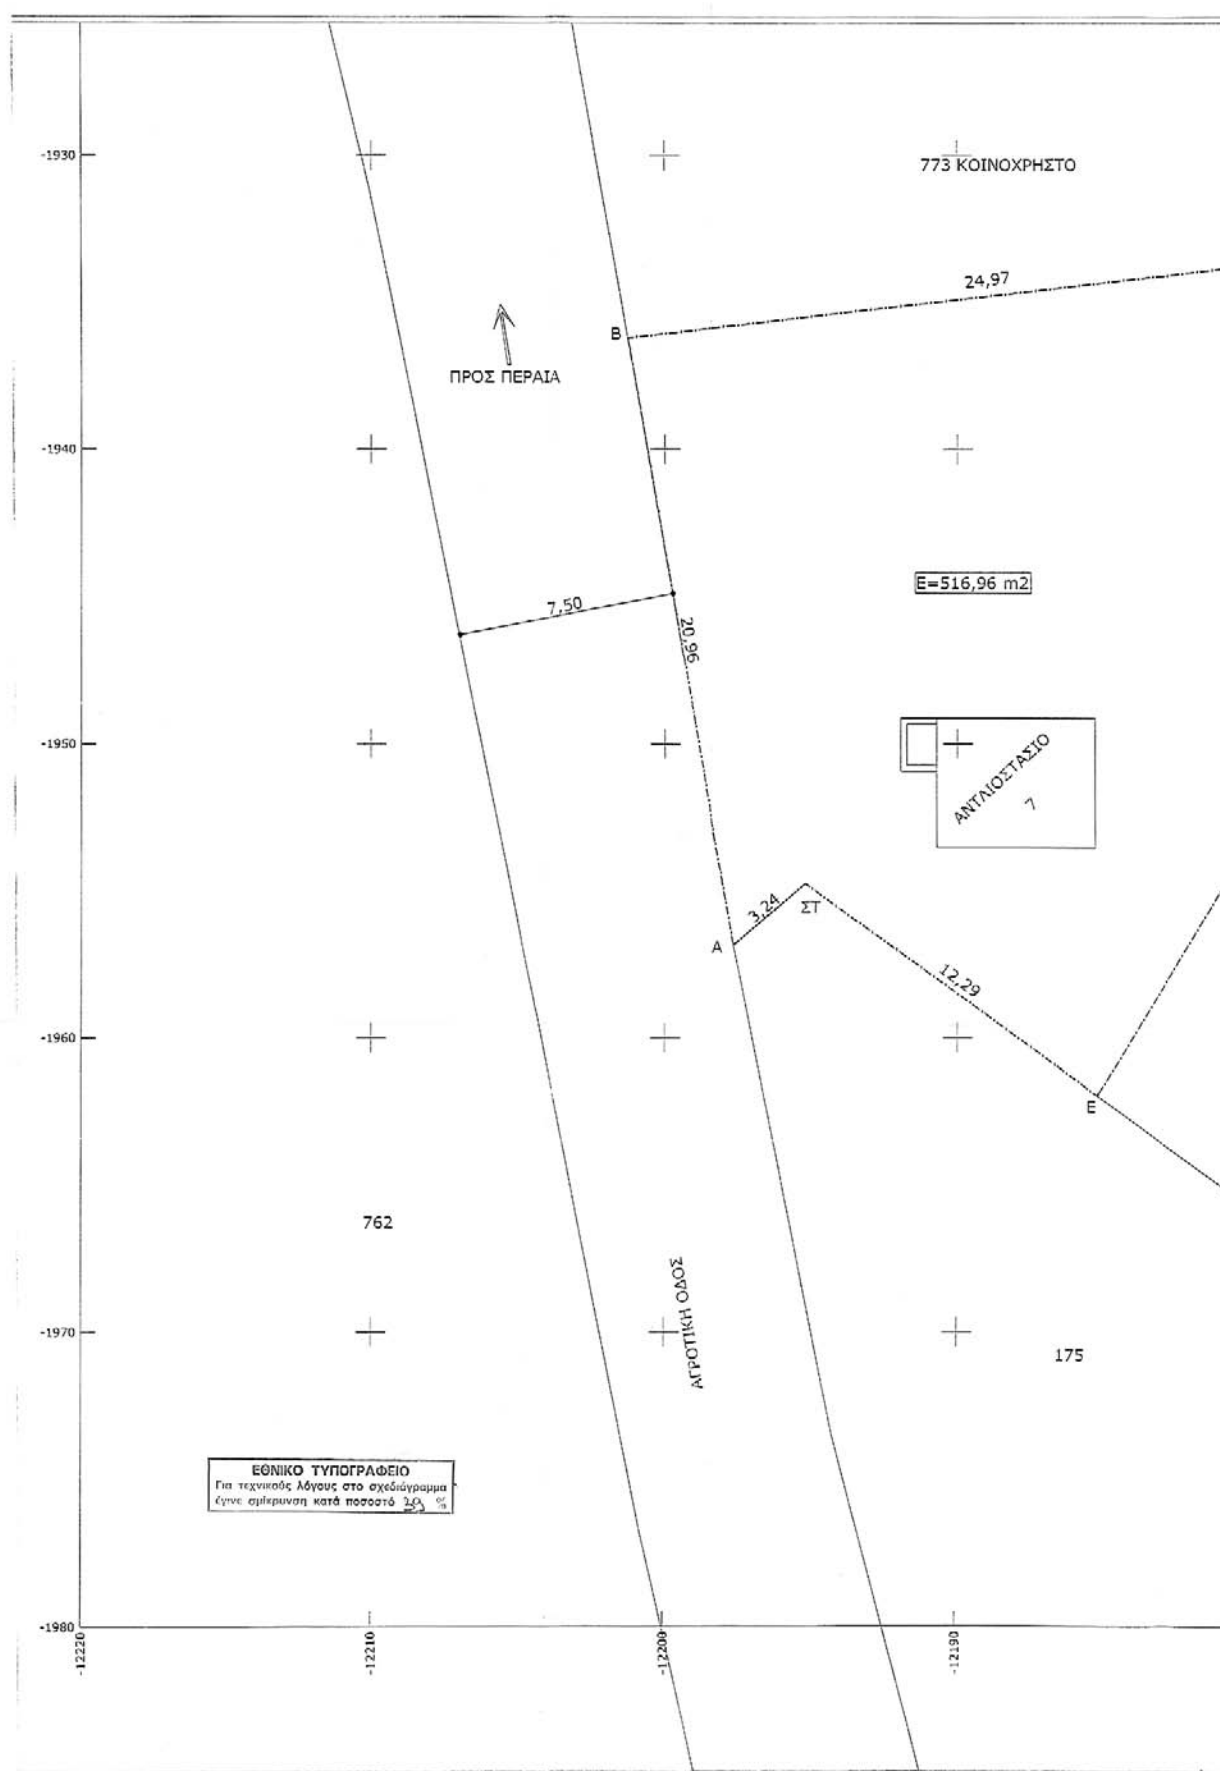 -1930
773 ΚΟΙΝΟΧΡΗΣΤΟ
24,97
Β
ΠΡΟΣ ΠΕΡΑΙΑ
-1940
Ε=516,96 m2
7,50
20,96
-1950
ΑΝΤΛΙΟΣΤΑΣΙΟ
7
3,24
ΣΤ
Α
12,29
-1960
Ε
762
ΑΓΡΟΤΙΚΗ ΟΔΟΣ
-1970
175
ΕΘΝΙΚΟ ΤΥΠΟΓΡΑΦΕΙΟ
Για τεχνικούς λόγους στο σχεδιάγραμμα
έγινε σμίκρυνση κατά ποσοστό 39 %
-1980
-12220
-12210
-12200
-12190